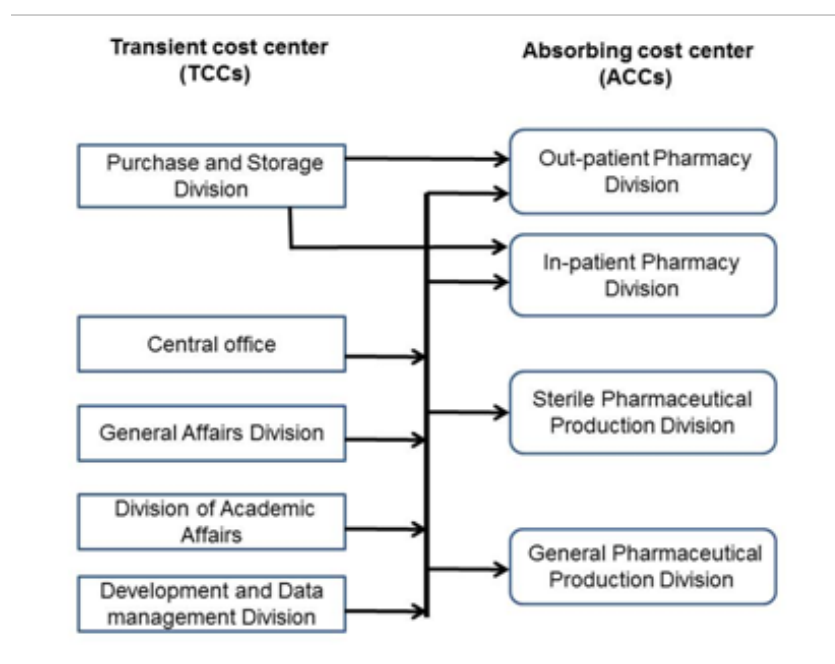 Transient cost center
(TCCs)
Absorbing cost center
(ACCs)
Purchase and Storage
Division
Out-patient Pharmacy
Division
In-patient Pharmacy
Division
Central office
General Affairs Division
Sterile Pharmaceutical
Production Division
Division of Academic
Affairs
General Pharmaceutical
Production Division
Development and Data
management Division